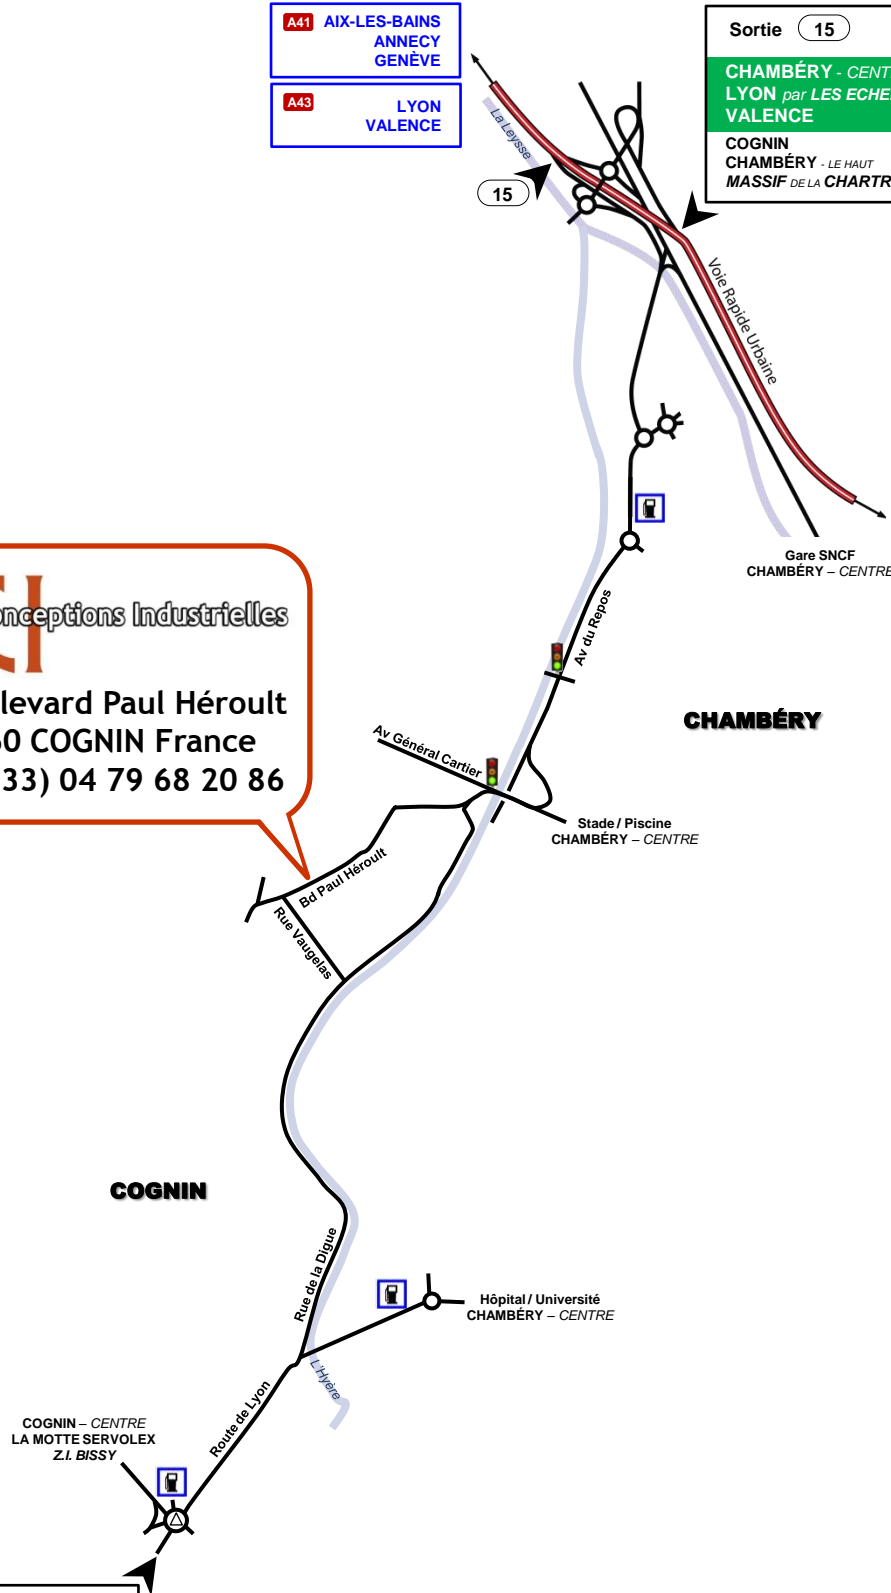 A41 AIX-LES-BAINS
ANNECY
GENÈVE
A43 LYON
VALENCE
Sortie 15
CHAMBÉRY - CENT
LYON par LES ECHE
VALENCE
COGNIN
CHAMBÉRY - LE HAUT
MASSIF DE LA CHARTR
La Leysse
15
Voie Rapide Urbaine
Gare SNCF
CHAMBÉRY – CENTRE
CI
onceptions Industrielles
levard Paul Héroult
0 COGNIN France
33) 04 79 68 20 86
Av du Repos
CHAMBÉRY
Av Général Cartier
Stade / Piscine
CHAMBÉRY – CENTRE
Bd Paul Héroult
Rue Vaugelas
COGNIN
Rue de la Digue
Hôpital / Université
CHAMBÉRY – CENTRE
L'Hyère
Route de Lyon
COGNIN – CENTRE
LA MOTTE SERVOLEX
Z.I. BISSY